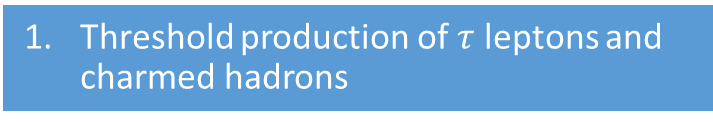 1. Threshold production of τ leptons and
charmed hadrons